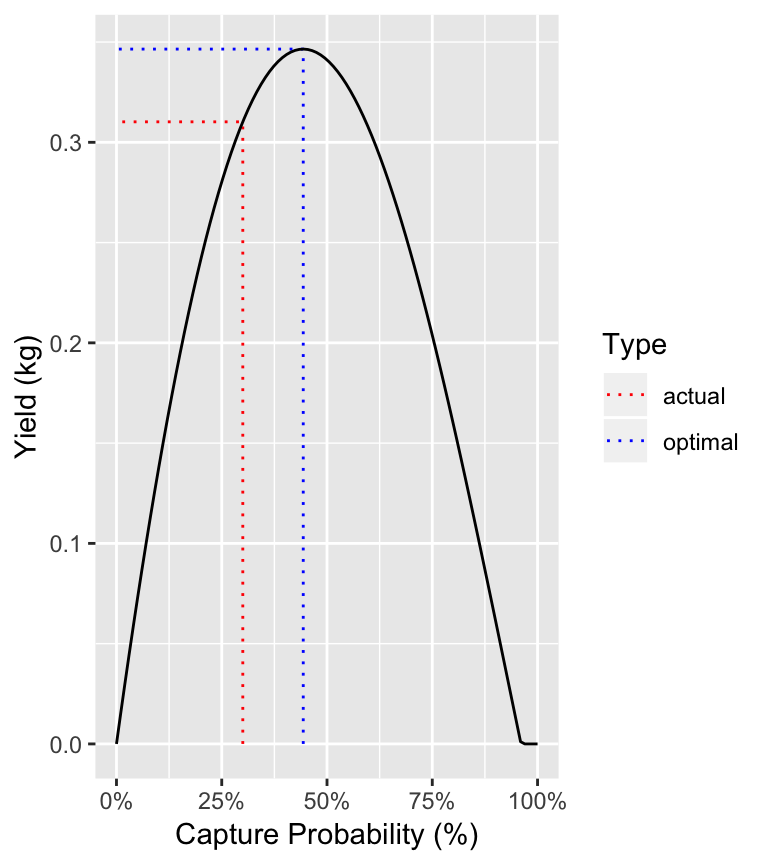 Yield (kg)
0.3
0.2
0.1
0.0
0%
25%
50%
75%
100%
Capture Probability (%)
Type
actual
optimal